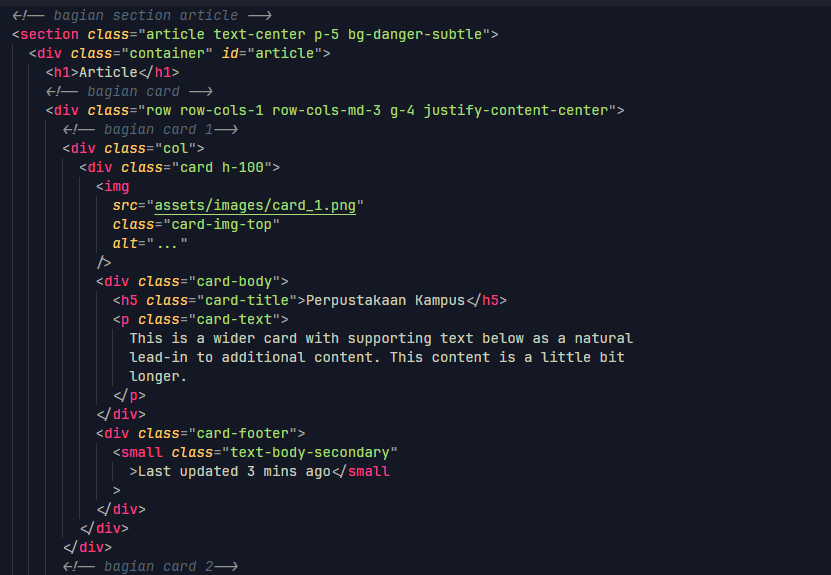 <!-- bagian section article -->
<section class="article text-center p-5 bg-danger-subtle">
<div class="container" id="article">
<h1>Article</h1>
<!-- bagian card -->
<div class="row row-cols-1 row-cols-md-3 g-4 justify-content-center">
<!-- bagian card 1-->
<div class="col">
<div class="card h-100">
<img
src="assets/images/card_1.png"
class="card-img-top"
alt="..."
/>
<div class="card-body">
<h5 class="card-title">Perpustakaan Kampus</h5>
<p class="card-text">
This is a wider card with supporting text below as a natural
lead-in to additional content. This content is a little bit
longer.
</p>
</div>
<div class="card-footer">
<small class="text-body-secondary"
>Last updated 3 mins ago</small
>
</div>
</div>
</div>
<!-- bagian card 2-->